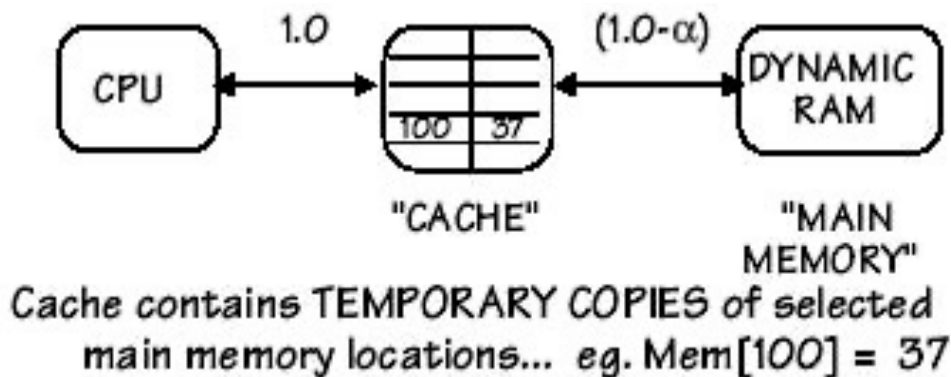 1.0
(1.0-α)
CPU
100 37
DYNAMIC
RAM
"CACHE"
"MAIN
MEMORY"
Cache contains TEMPORARY COPIES of selected
main memory locations... eg. Mem[100] = 37